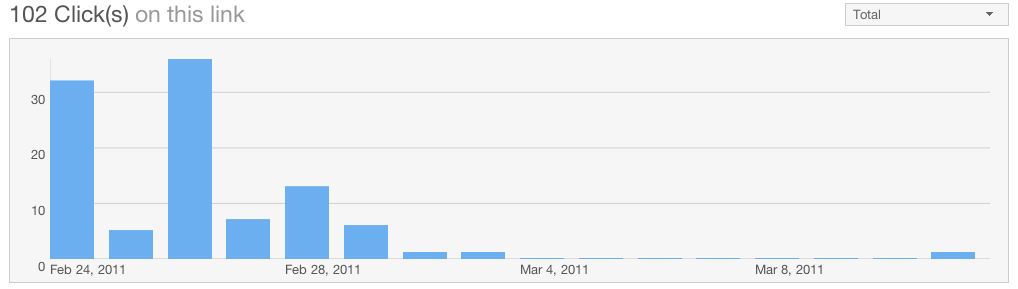 102 Click(s) on this link
Total
30
20
10
0
Feb 24, 2011 Feb 28, 2011 Mar 4, 2011 Mar 8, 2011